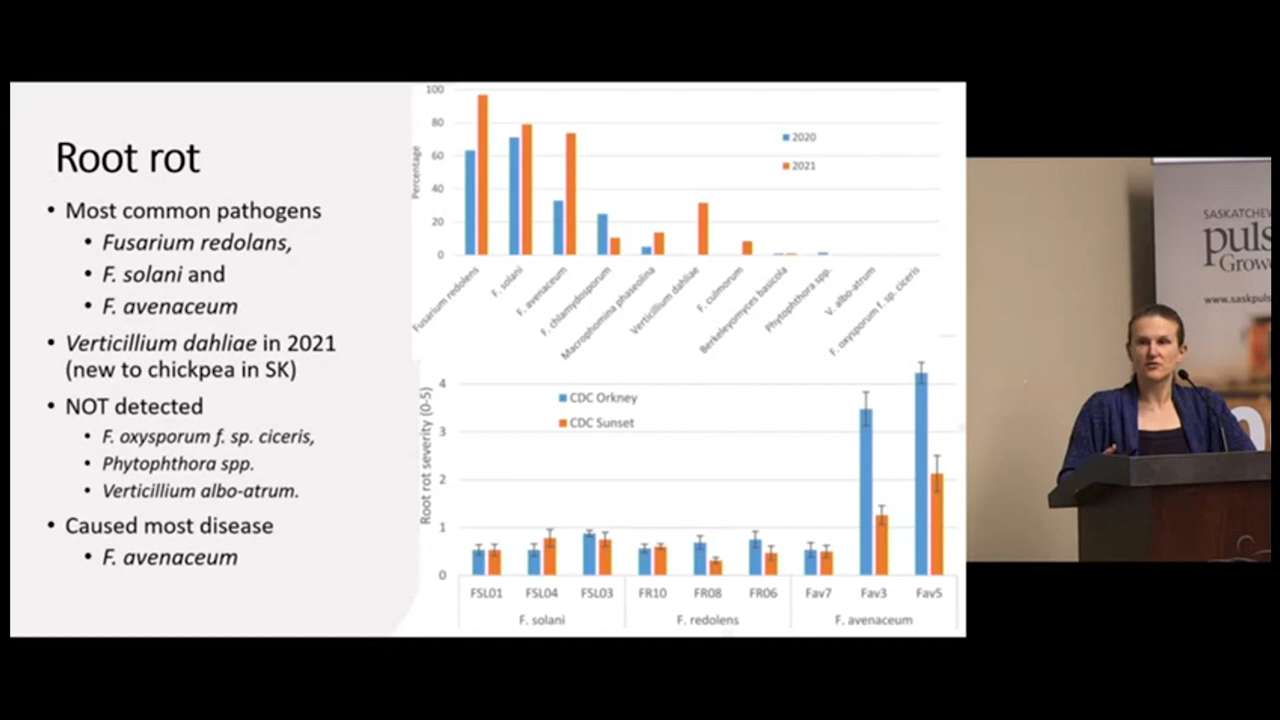 Root rot
• Most common pathogens
• Fusarium redolans,
• F. solani and
• F. avenaceum
• Verticillium dahliae in 2021
(new to chickpea in SK)
• NOT detected
• F. oxysporum f. sp. ciceris,
• Phytophthora spp.
• Verticillium albo-atrum.
• Caused most disease
• F. avenaceum
Percentage
100
80
60
40
20
0
2020
2021
Fusarium redolens
F. solani
F. avenaceum
F. chlamydosporum
Macrophomina phaseolina
Verticillium dahliae
F. culmorum
Berkeleyomyces basicola
Phytophthora spp.
V. albo-atrum
F. oxysporum f. sp. ciceris
Root rot severity (0-5)
4
3
2
1
0
CDC Orkney
CDC Sunset
FSL01 FSL04 FSL03 FR10 FR08 FR06 Fav7 Fav3 Fav5
F. solani F. redolens F. avenaceum
SASKATCHEW
puls
Growe
www.saskpuls